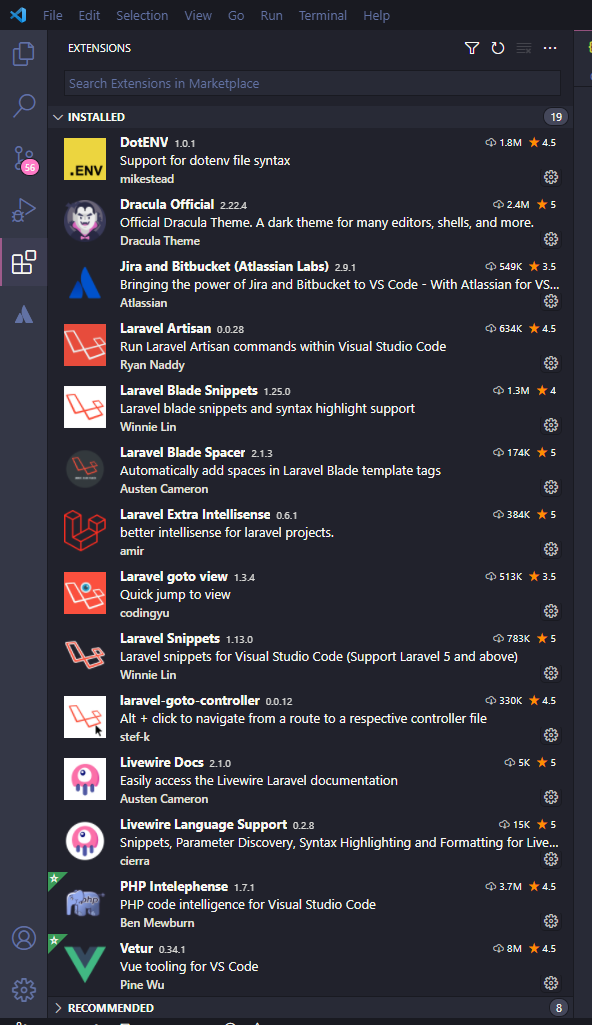 File Edit Selection View Go Run Terminal Help
EXTENSIONS
Search Extensions in Marketplace
INSTALLED 19
DotENV 1.0.1 1.8M 4.5
.ENV
Support for dotenv file syntax
mikestead
56
Dracula Official 2.22.4 2.4M 5
Official Dracula Theme. A dark theme for many editors, shells, and more.
Dracula Theme
Jira and Bitbucket (Atlassian Labs) 2.9.1 549K 3.5
Bringing the power of Jira and Bitbucket to VS Code - With Atlassian for VS...
Atlassian
Laravel Artisan 0.0.28 634K 4.5
Run Laravel Artisan commands within Visual Studio Code
Ryan Naddy
Laravel Blade Snippets 1.25.0 1.3M 4
Laravel blade snippets and syntax highlight support
Winnie Lin
Laravel Blade Spacer 2.1.3 174K 5
Automatically add spaces in Laravel Blade template tags
Austen Cameron
Laravel Extra Intellisense 0.6.1 384K 5
better intellisense for laravel projects.
amir
Laravel goto view 1.3.4 513K 3.5
Quick jump to view
codingyu
Laravel Snippets 1.13.0 783K 5
Laravel snippets for Visual Studio Code (Support Laravel 5 and above)
Winnie Lin
laravel-goto-controller 0.0.12 330K 4.5
Alt + click to navigate from a route to a respective controller file
stef-k
Livewire Docs 2.1.0 5K 5
Easily access the Livewire Laravel documentation
Austen Cameron
Livewire Language Support 0.2.8 15K 5
Snippets, Parameter Discovery, Syntax Highlighting and Formatting for Live...
cierra
PHP Intelephense 1.7.1 3.7M 4.5
php
PHP code intelligence for Visual Studio Code
Ben Mewburn
Vetur 0.34.1 8M 4.5
Vue tooling for VS Code
Pine Wu
RECOMMENDED 8